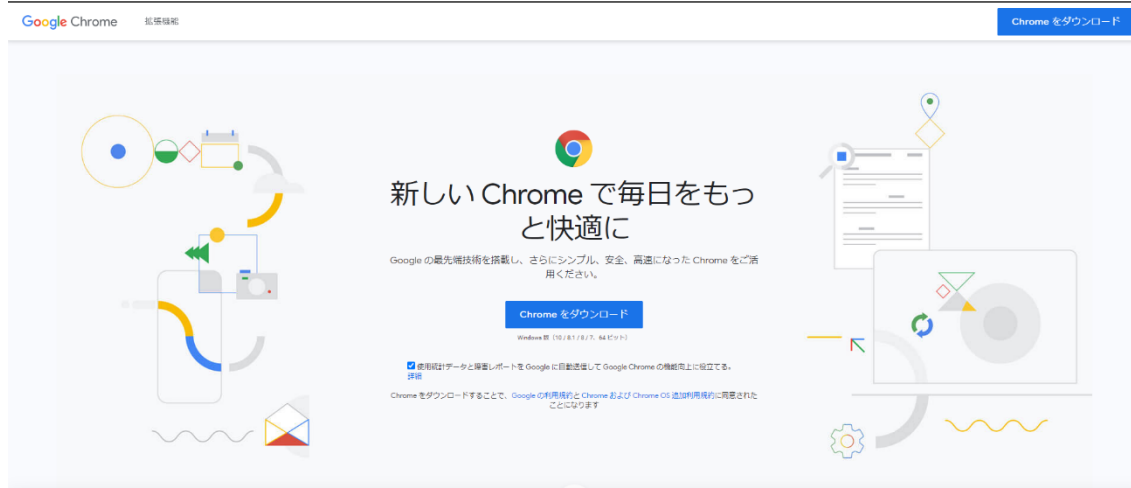 Google Chrome 拡張機能
Chrome をダウンロード
新しい Chrome で毎日をもっ
と快適に
Google の最先端技術を搭載し、さらにシンプル、安全、高速になった Chrome をご活
用ください。
Chrome をダウンロード
Windows 版（10 / 8.1 / 8 / 7、64 ビット）
使用統計データと障害レポートを Google に自動送信して Google Chrome の機能向上に役立てる。
詳細
Chrome をダウンロードすることで、Google の利用規約と Chrome および Chrome OS 追加利用規約に同意された
ことになります